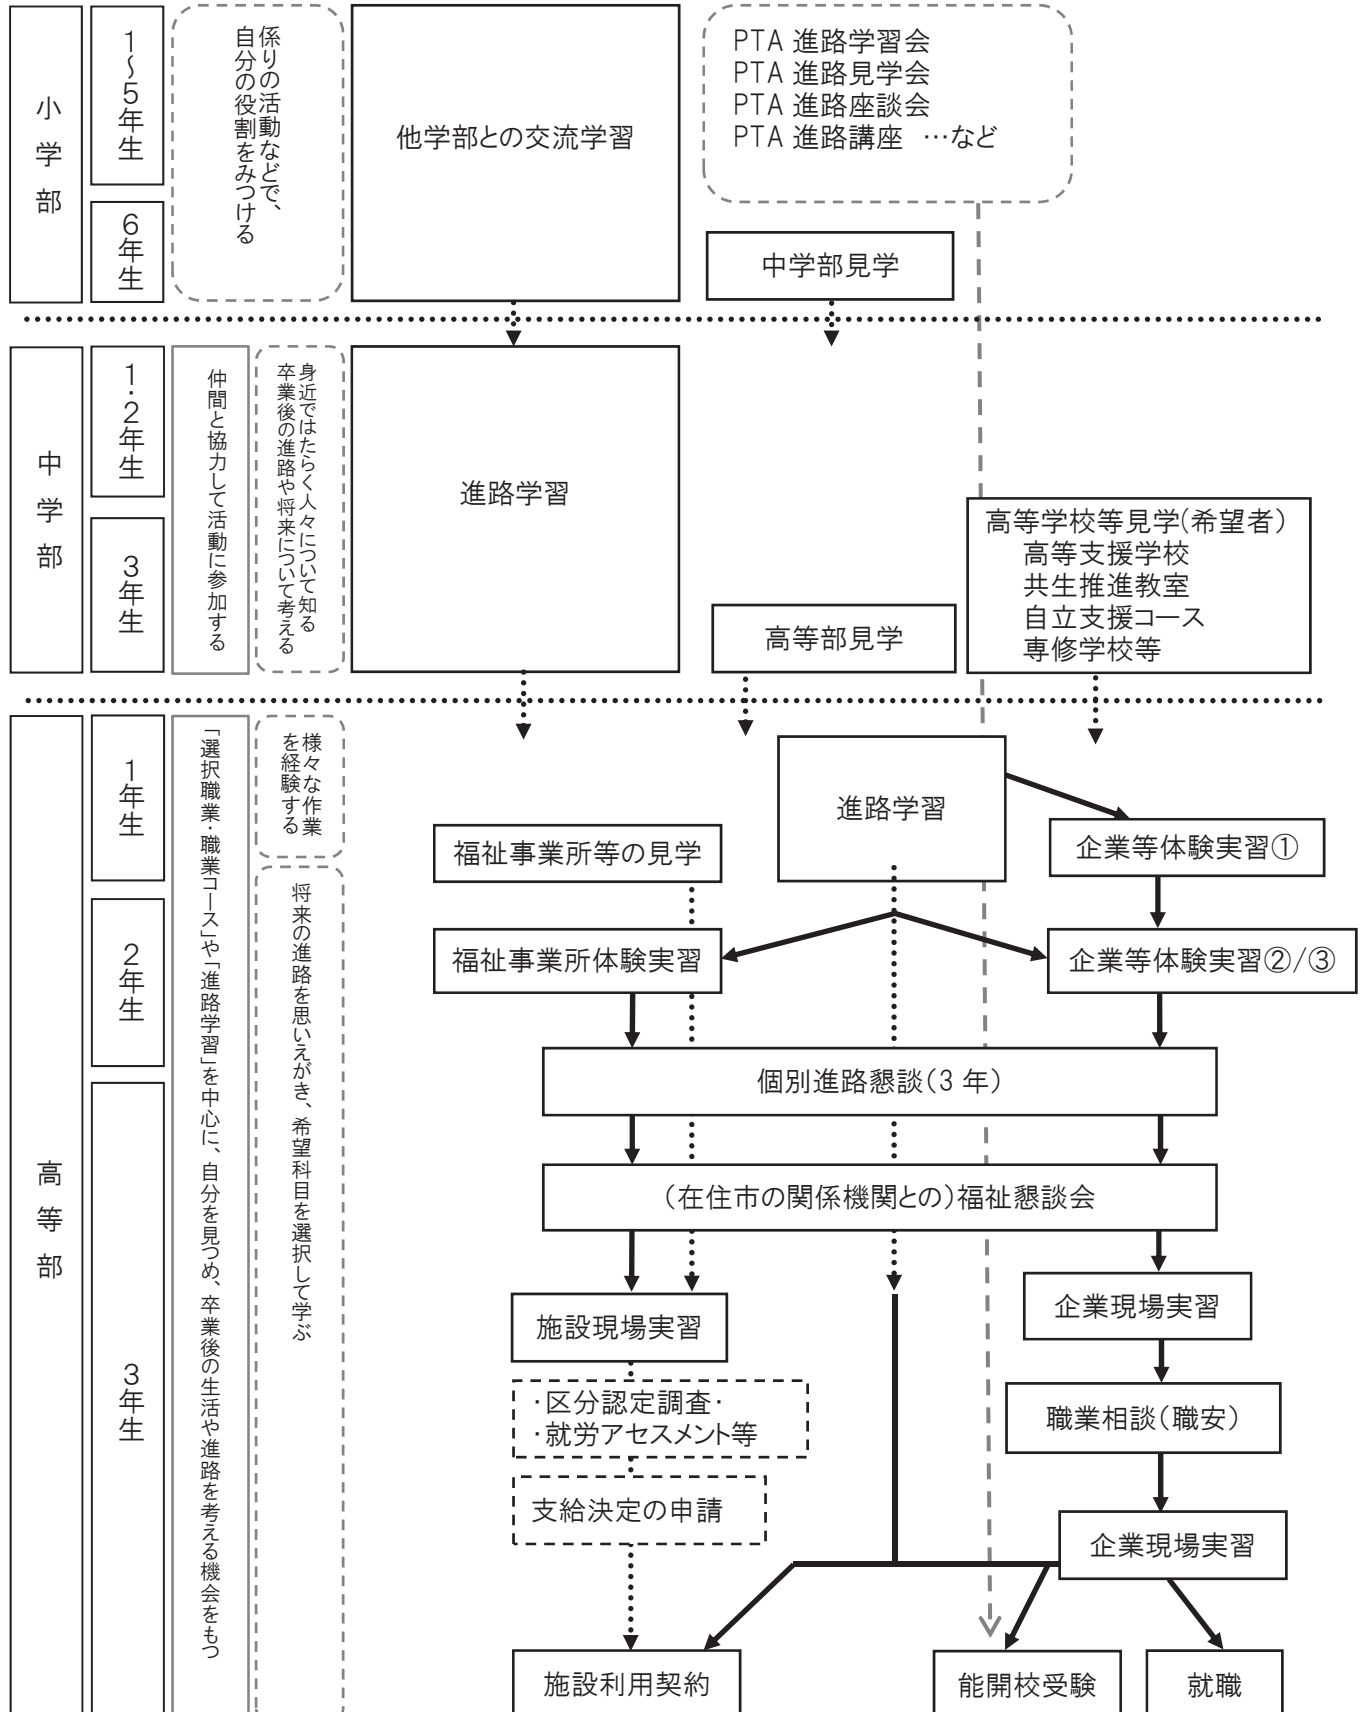 小学部
1～5年生
6年生
係りの活動などで、
自分の役割をみつける
他学部との交流学習
PTA 進路学習会
PTA 進路見学会
PTA 進路座談会
PTA 進路講座 …など
中学部見学
中学部
1・2年生
3年生
仲間と協力して活動に参加する
身近ではたらく人々について知る
卒業後の進路や将来について考える
進路学習
高等部見学
高等学校等見学(希望者)
高等支援学校
共生推進教室
自立支援コース
専修学校等
高等部
1年生
2年生
3年生
「選択職業・職業コース」や「進路学習」を中心に、自分を見つめ、卒業後の生活や進路を考える機会をもつ
様々な作業
を経験する
将来の進路を思いえがき、希望科目を選択して学ぶ
進路学習
福祉事業所等の見学
企業等体験実習①
福祉事業所体験実習
企業等体験実習②/③
個別進路懇談(3 年)
(在住市の関係機関との)福祉懇談会
施設現場実習
企業現場実習
・区分認定調査・
・就労アセスメント等
職業相談(職安)
支給決定の申請
企業現場実習
施設利用契約
能開校受験
就職